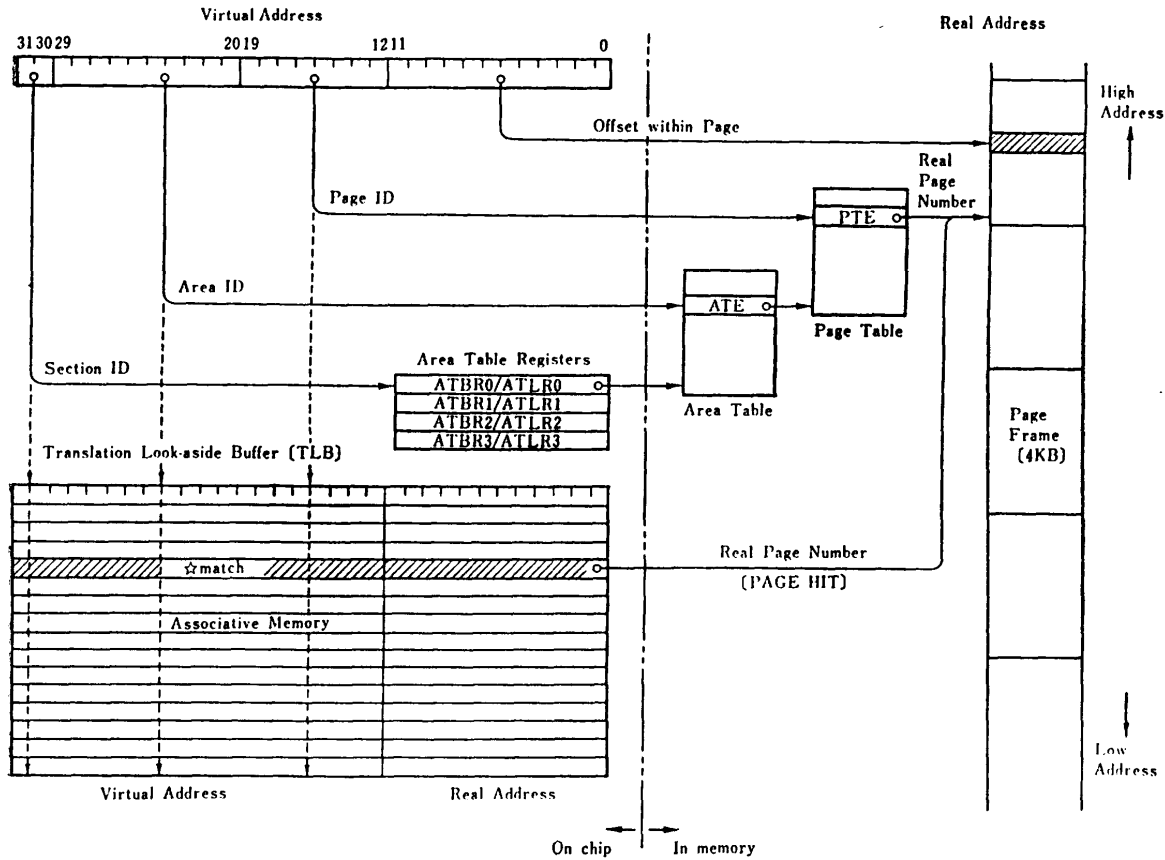 Virtual Address
Real Address
31 30 29 20 19 12 11 0
High
Address
Offset within Page
Real
Page
Number
Page ID
PTE
Area ID
ATE
Page Table
Section ID
Area Table Registers
ATBR0/ATLR0
ATBR1/ATLR1
ATBR2/ATLR2
ATBR3/ATLR3
Area Table
Page
Frame
(4KB)
Translation Look-aside Buffer (TLB)
☆match
Real Page Number
(PAGE HIT)
Associative Memory
Low
Address
Virtual Address
Real Address
On chip
In memory